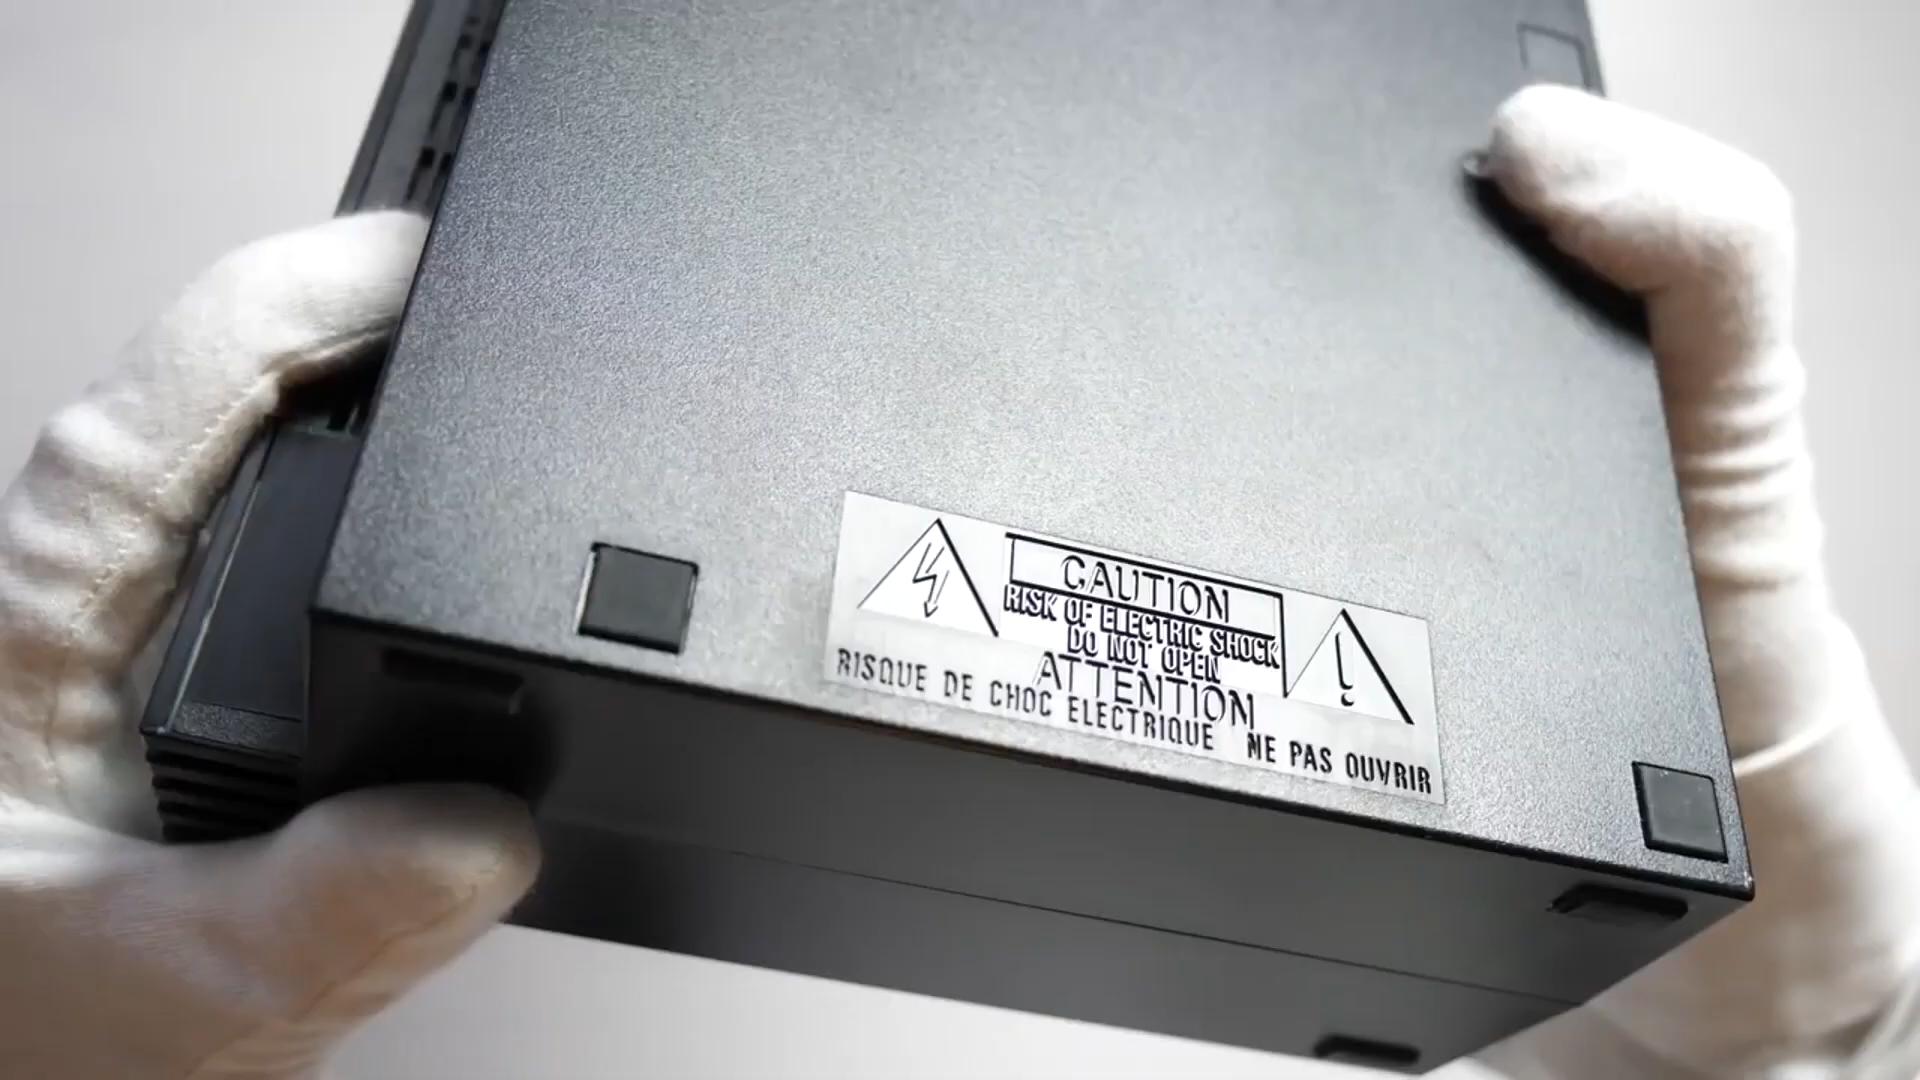 CAUTION
RISK OF ELECTRIC SHOCK
DO NOT OPEN
ATTENTION
RISQUE DE CHOC ELECTRIQUE NE PAS OUVRIR